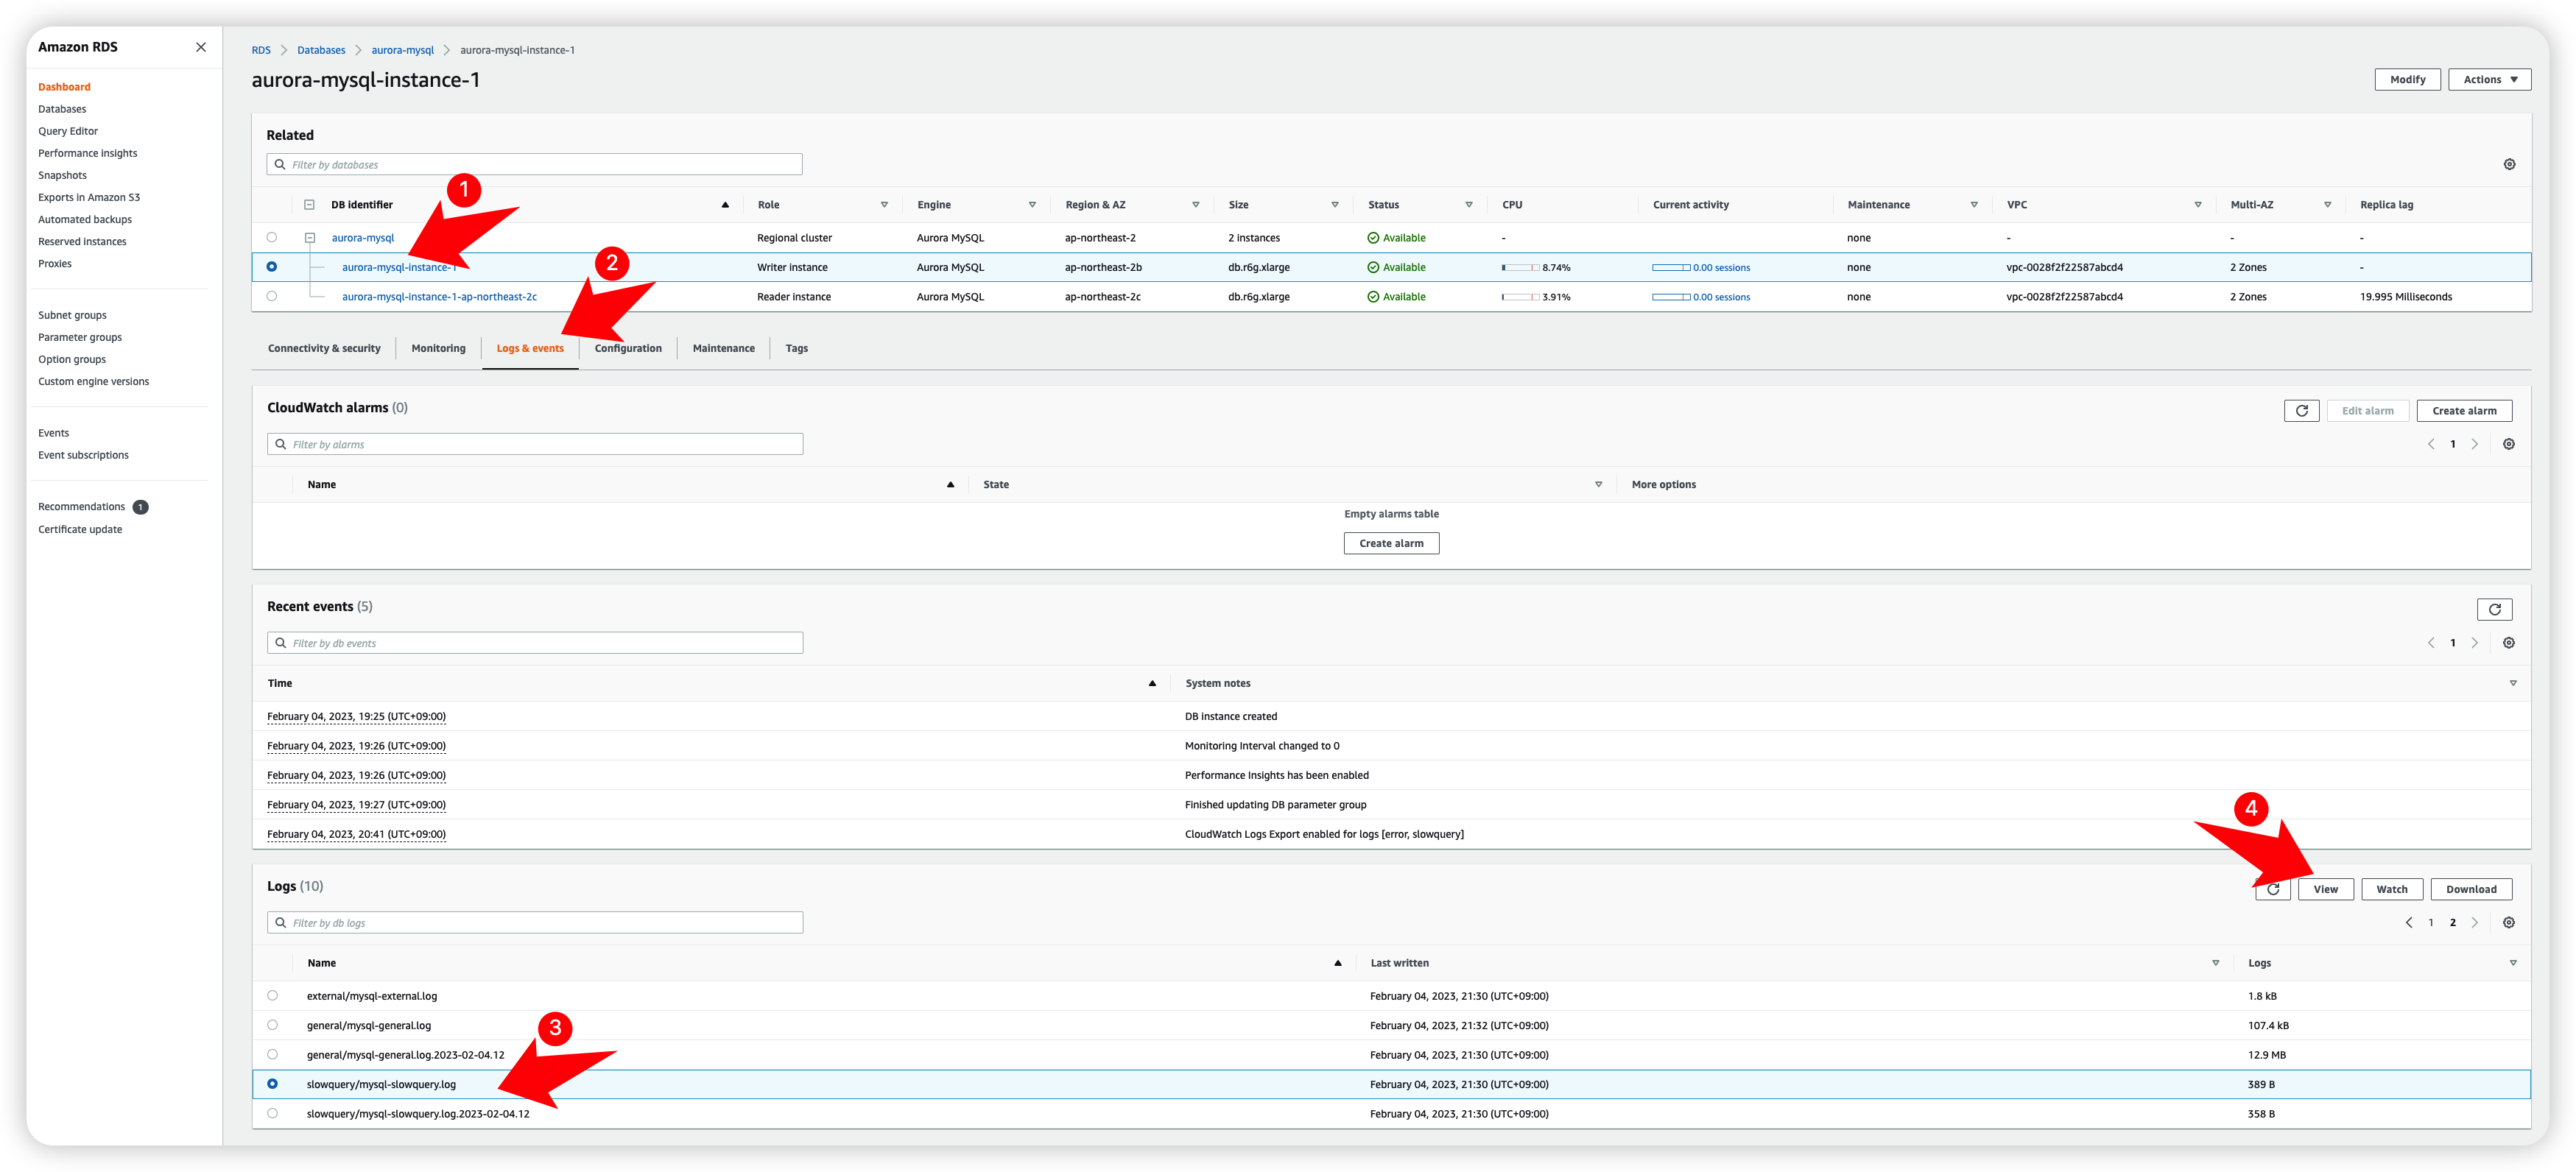 Amazon RDS
Dashboard
Databases
Query Editor
Performance insights
Snapshots
Exports in Amazon S3
Automated backups
Reserved instances
Proxies
Subnet groups
Parameter groups
Option groups
Custom engine versions
Events
Event subscriptions
Recommendations 1
Certificate update
RDS Databases aurora-mysql aurora-mysql-instance-1
aurora-mysql-instance-1
Modify Actions
Related
Filter by databases
1
DB identifier Role Engine Region & AZ Size Status CPU Current activity Maintenance VPC Multi-AZ Replica lag
aurora-mysql Regional cluster Aurora MySQL ap-northeast-2 2 instances Available - none - - -
aurora-mysql-instance-1 Writer instance Aurora MySQL ap-northeast-2b db.r6g.xlarge Available 8.74% 0.00 sessions none vpc-0028f2f22587abcd4 2 Zones -
2
aurora-mysql-instance-1-ap-northeast-2c Reader instance Aurora MySQL ap-northeast-2c db.r6g.xlarge Available 3.91% 0.00 sessions none vpc-0028f2f22587abcd4 2 Zones 19.995 Milliseconds
Connectivity & security Monitoring Logs & events Configuration Maintenance Tags
CloudWatch alarms (0)
Edit alarm Create alarm
Filter by alarms
1
Name State More options
Empty alarms table
Create alarm
Recent events (5)
Filter by db events
1
Time System notes
February 04, 2023, 19:25 (UTC+09:00) DB instance created
February 04, 2023, 19:26 (UTC+09:00) Monitoring Interval changed to 0
February 04, 2023, 19:26 (UTC+09:00) Performance Insights has been enabled
February 04, 2023, 19:27 (UTC+09:00) Finished updating DB parameter group
February 04, 2023, 20:41 (UTC+09:00) CloudWatch Logs Export enabled for logs [error, slowquery]
4
Logs (10)
View Watch Download
Filter by db logs
1 2
Name Last written Logs
external/mysql-external.log February 04, 2023, 21:30 (UTC+09:00) 1.8 kB
general/mysql-general.log February 04, 2023, 21:32 (UTC+09:00) 107.4 kB
3
general/mysql-general.log.2023-02-04.12 February 04, 2023, 21:30 (UTC+09:00) 12.9 MB
slowquery/mysql-slowquery.log February 04, 2023, 21:30 (UTC+09:00) 389 B
slowquery/mysql-slowquery.log.2023-02-04.12 February 04, 2023, 21:30 (UTC+09:00) 358 B